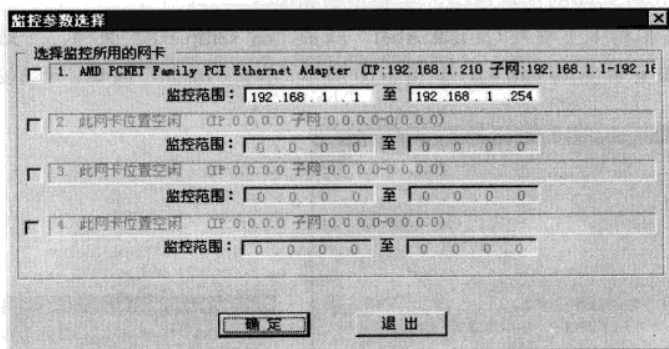 监控参数选择
选择监控所用的网卡
1. AMD PCNET Family PCI Ethernet Adapter (IP:192.168.1.210 子网:192.168.1.1-192.16
监控范围: 192 .168 . 1 . 1 至 192 .168 . 1 .254
2. 此网卡位置空闲 (IP 0.0.0.0 子网:0.0.0.0-0.0.0.0)
监控范围: 0 . 0 . 0 . 0 至 0 . 0 . 0 . 0
3. 此网卡位置空闲 (IP 0.0.0.0 子网:0.0.0.0-0.0.0.0)
监控范围: 0 . 0 . 0 . 0 至 0 . 0 . 0 . 0
4. 此网卡位置空闲 (IP 0.0.0.0 子网:0.0.0.0-0.0.0.0)
监控范围: 0 . 0 . 0 . 0 至 0 . 0 . 0 . 0
确 定 退 出